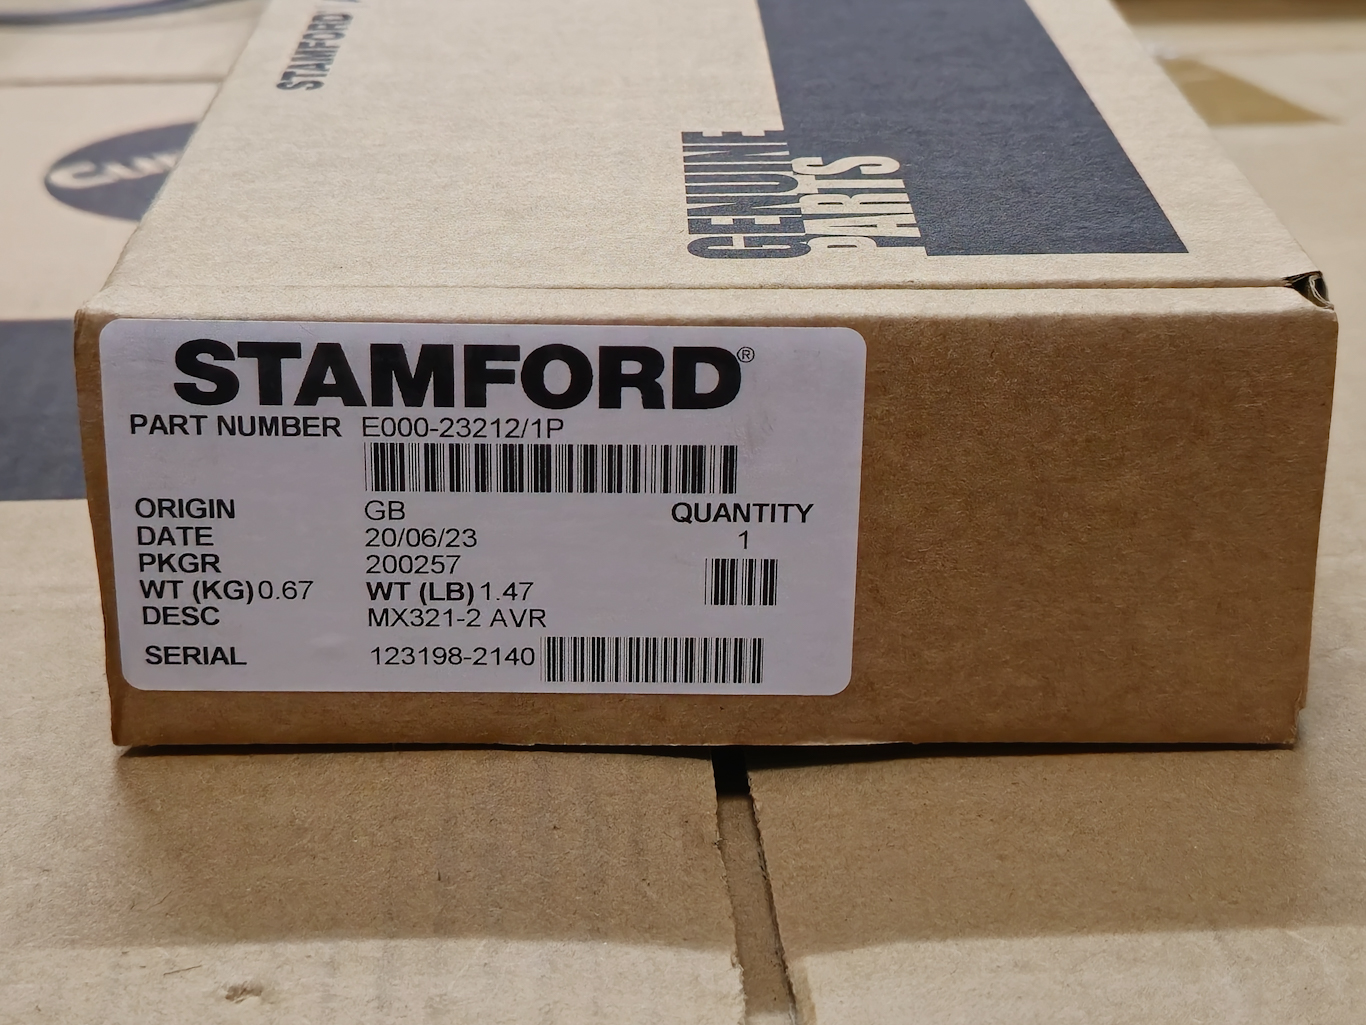 STAMFORD
GENUINE
PARTS
STAMFORD®
PART NUMBER E000-23212/1P
ORIGIN GB QUANTITY
DATE 20/06/23 1
PKGR 200257
WT (KG) 0.67 WT (LB) 1.47
DESC MX321-2 AVR
SERIAL 123198-2140